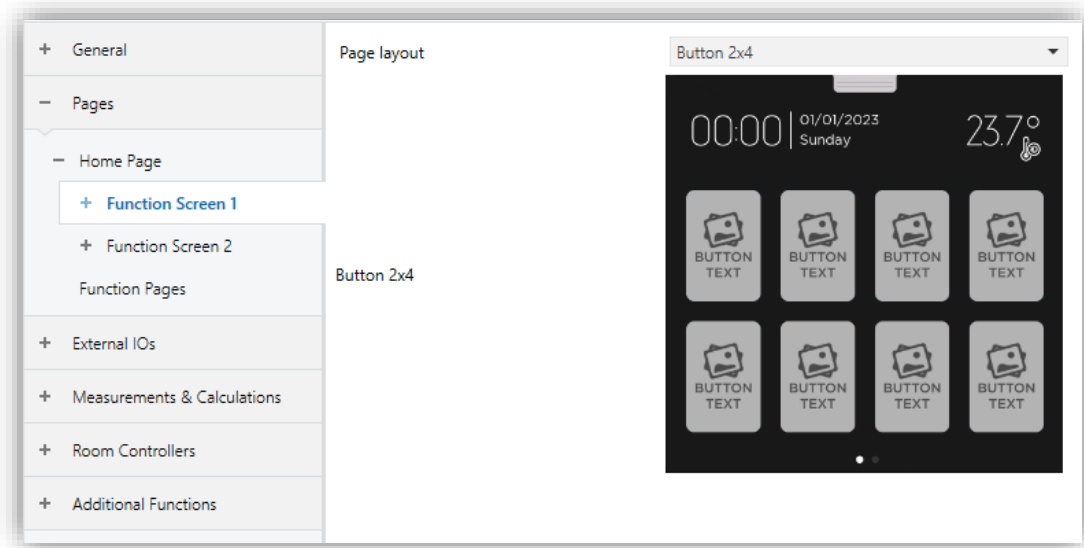 General
Pages
Home Page
Function Screen 1
Function Screen 2
Function Pages
External IOs
Measurements & Calculations
Room Controllers
Additional Functions
Page layout
Button 2x4
Button 2x4
00:00
01/01/2023
Sunday
23.7°
BUTTON
TEXT
BUTTON
TEXT
BUTTON
TEXT
BUTTON
TEXT
BUTTON
TEXT
BUTTON
TEXT
BUTTON
TEXT
BUTTON
TEXT